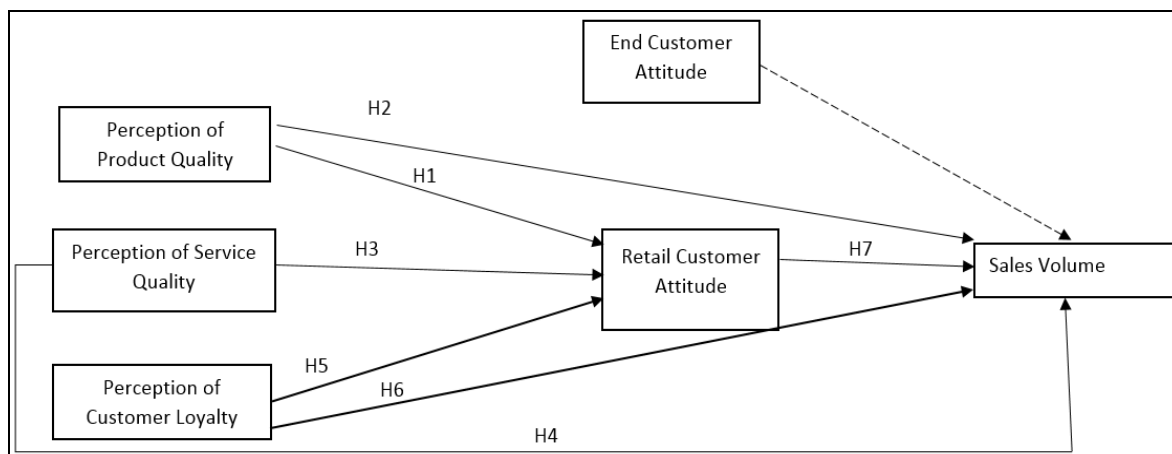 End Customer
Attitude
H2
Perception of
Product Quality
H1
Perception of Service
Quality
H3
Retail Customer
Attitude
H7
Sales Volume
H5
H6
Perception of
Customer Loyalty
H4